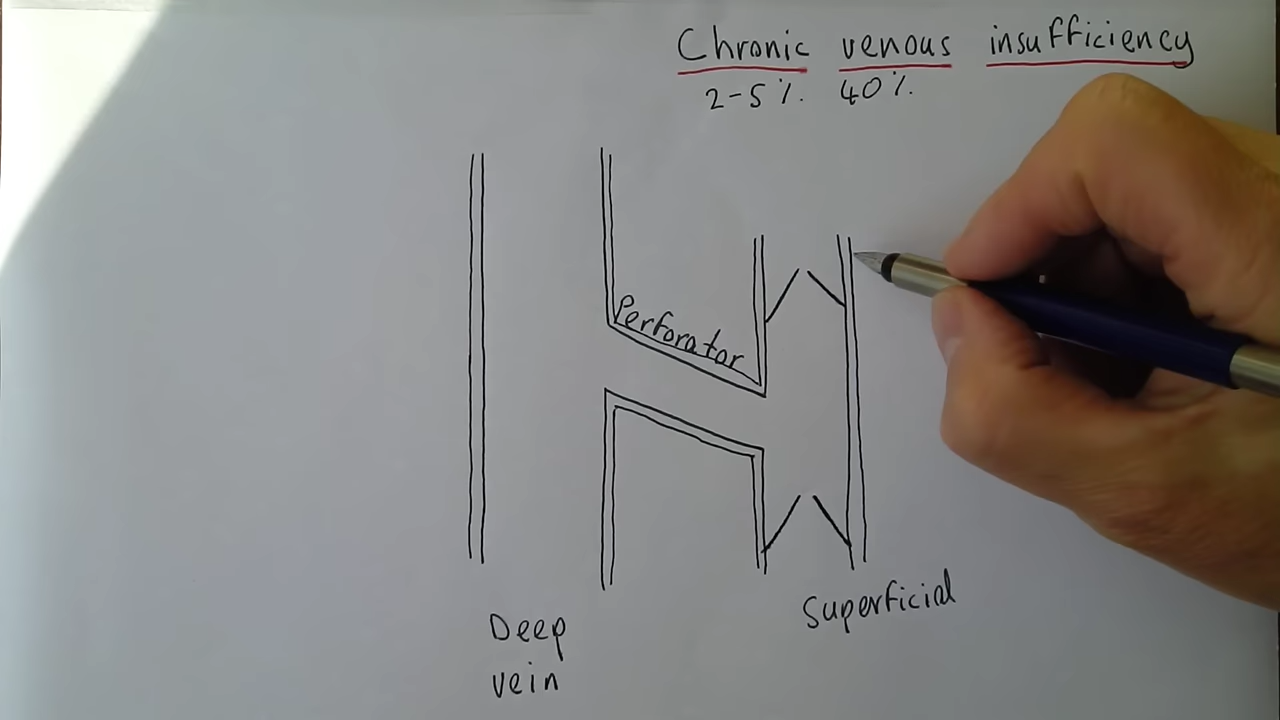 Chronic venous insufficiency
2-5%. 40%.
Perforator
Superficial
Deep
vein